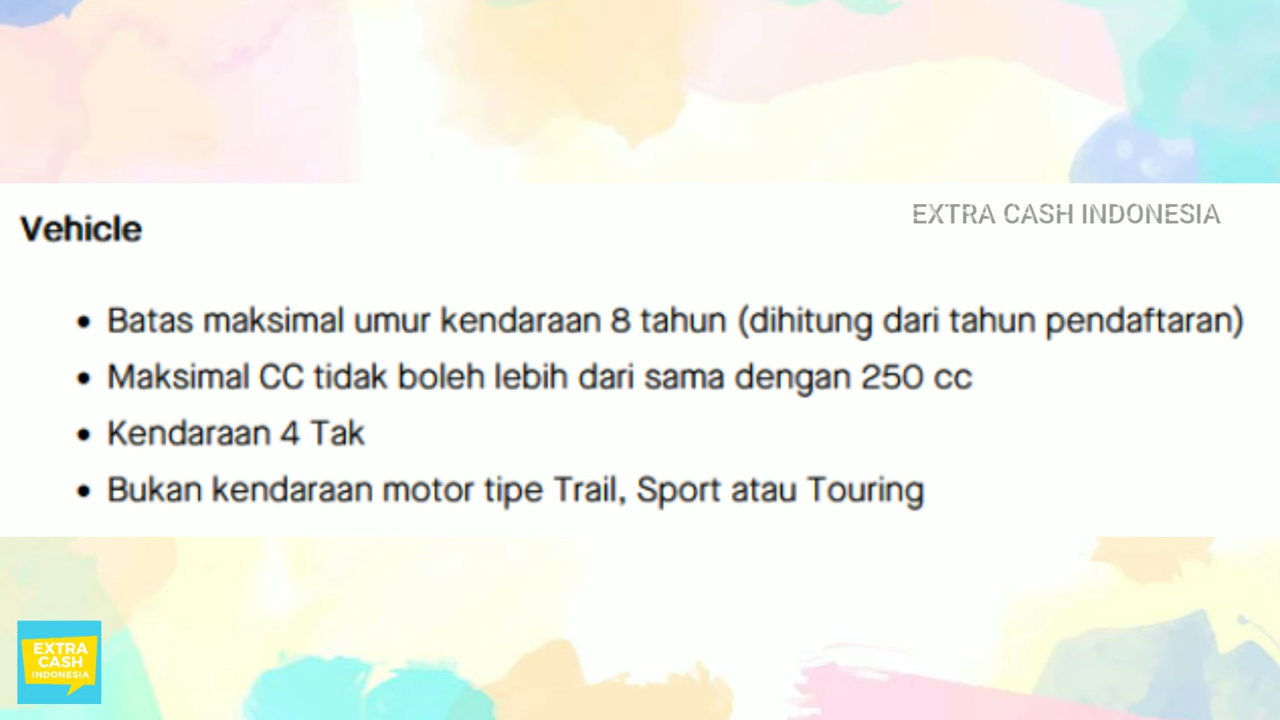 Vehicle
EXTRA CASH INDONESIA
• Batas maksimal umur kendaraan 8 tahun (dihitung dari tahun pendaftaran)
• Maksimal CC tidak boleh lebih dari sama dengan 250 cc
• Kendaraan 4 Tak
• Bukan kendaraan motor tipe Trail, Sport atau Touring
EXTRA
CASH
INDONESIA